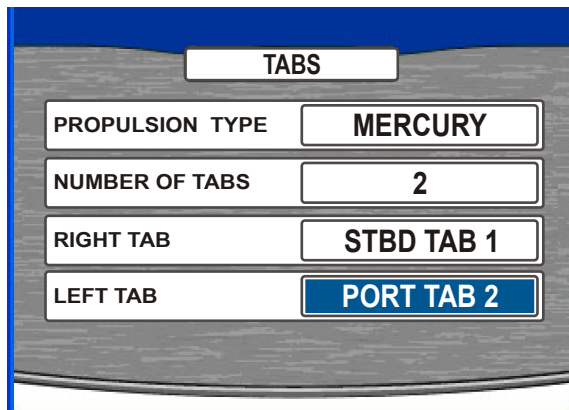 TABS
PROPULSION TYPE MERCURY
NUMBER OF TABS 2
RIGHT TAB STBD TAB 1
LEFT TAB PORT TAB 2